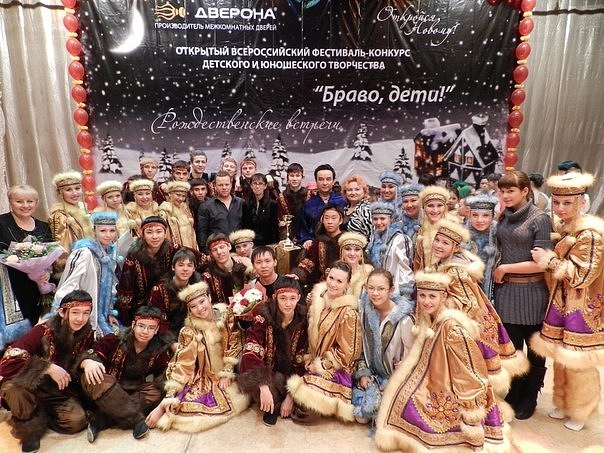 ДВЕРОНА
ПРОИЗВОДИТЕЛЬ МЕЖКОМНАТНЫХ ДВЕРЕЙ
Откройся Новому!
ОТКРЫТЫЙ ВСЕРОССИЙСКИЙ ФЕСТИВАЛЬ-КОНКУРС
ДЕТСКОГО И ЮНОШЕСКОГО ТВОРЧЕСТВА
“Браво, дети!”
Рождественские встречи